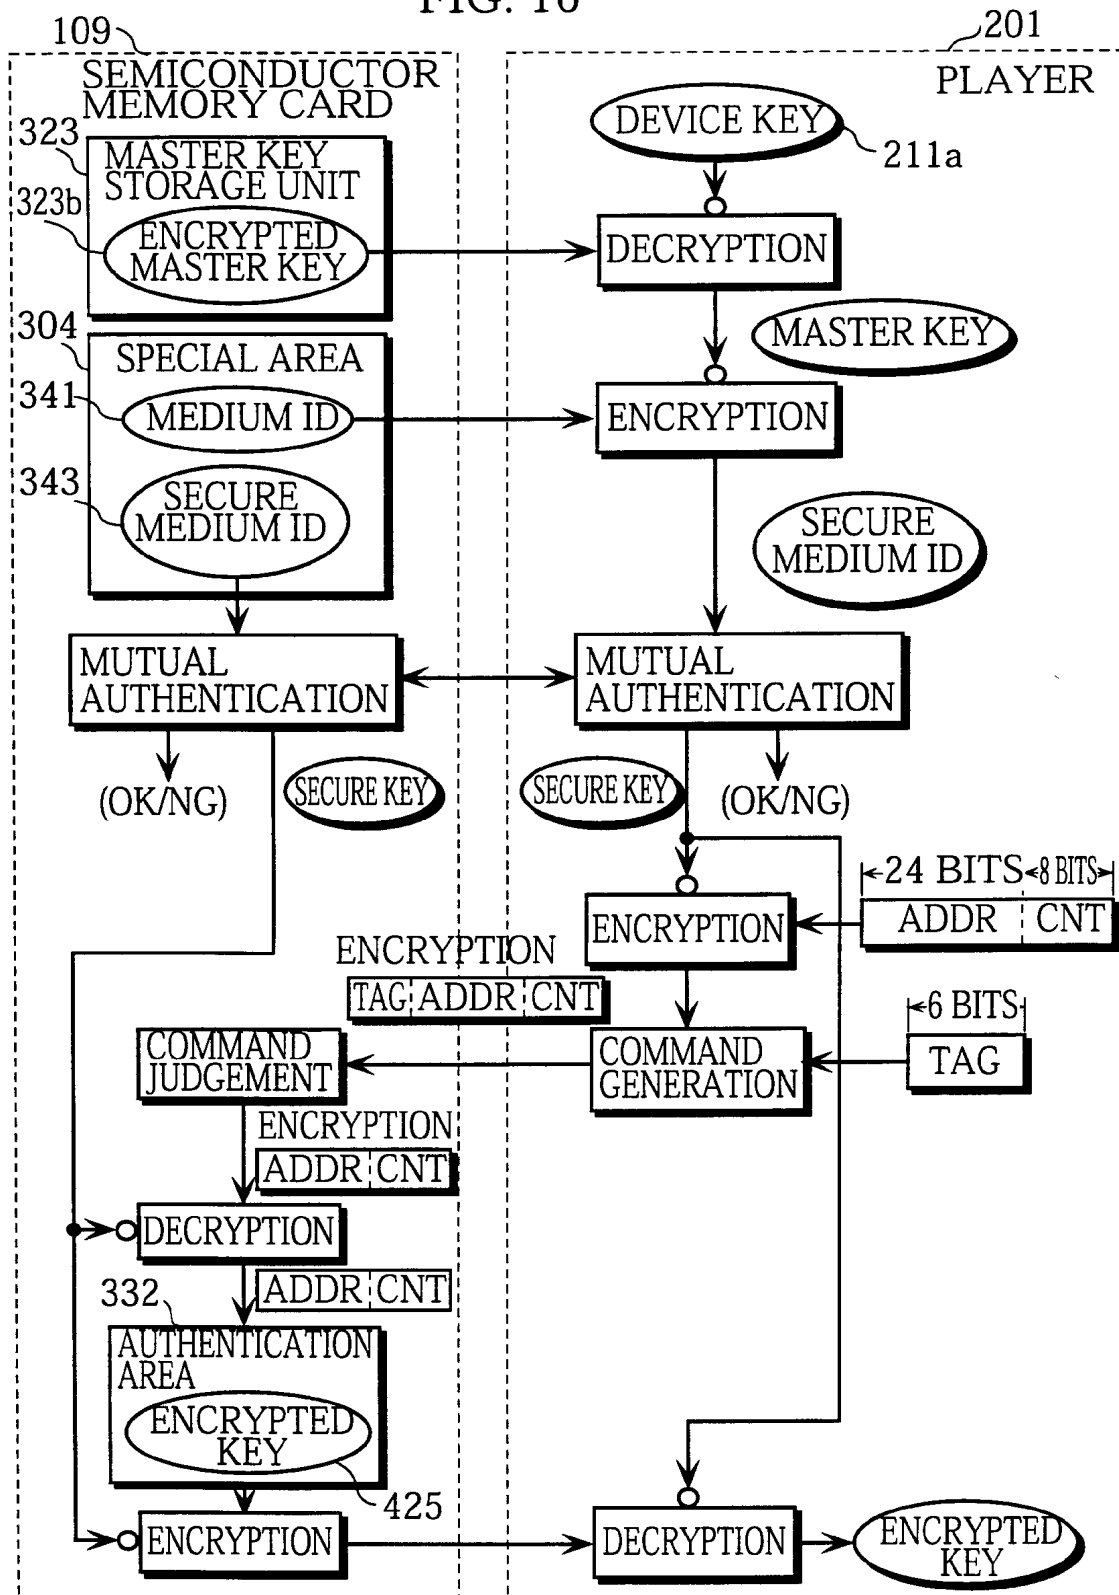 FIG. 16
109
201
SEMICONDUCTOR
MEMORY CARD
PLAYER
323
MASTER KEY
STORAGE UNIT
323b
ENCRYPTED
MASTER KEY
DEVICE KEY
211a
DECRYPTION
MASTER KEY
304
SPECIAL AREA
341
MEDIUM ID
ENCRYPTION
343
SECURE
MEDIUM ID
SECURE
MEDIUM ID
MUTUAL
AUTHENTICATION
MUTUAL
AUTHENTICATION
(OK/NG)
SECURE KEY
SECURE KEY
(OK/NG)
24 BITS
8 BITS
ADDR
CNT
ENCRYPTION
ENCRYPTION
TAG ADDR CNT
6 BITS
TAG
COMMAND
JUDGEMENT
COMMAND
GENERATION
ENCRYPTION
ADDR CNT
DECRYPTION
ADDR CNT
332
AUTHENTICATION
AREA
ENCRYPTED
KEY
425
ENCRYPTION
DECRYPTION
ENCRYPTED
KEY